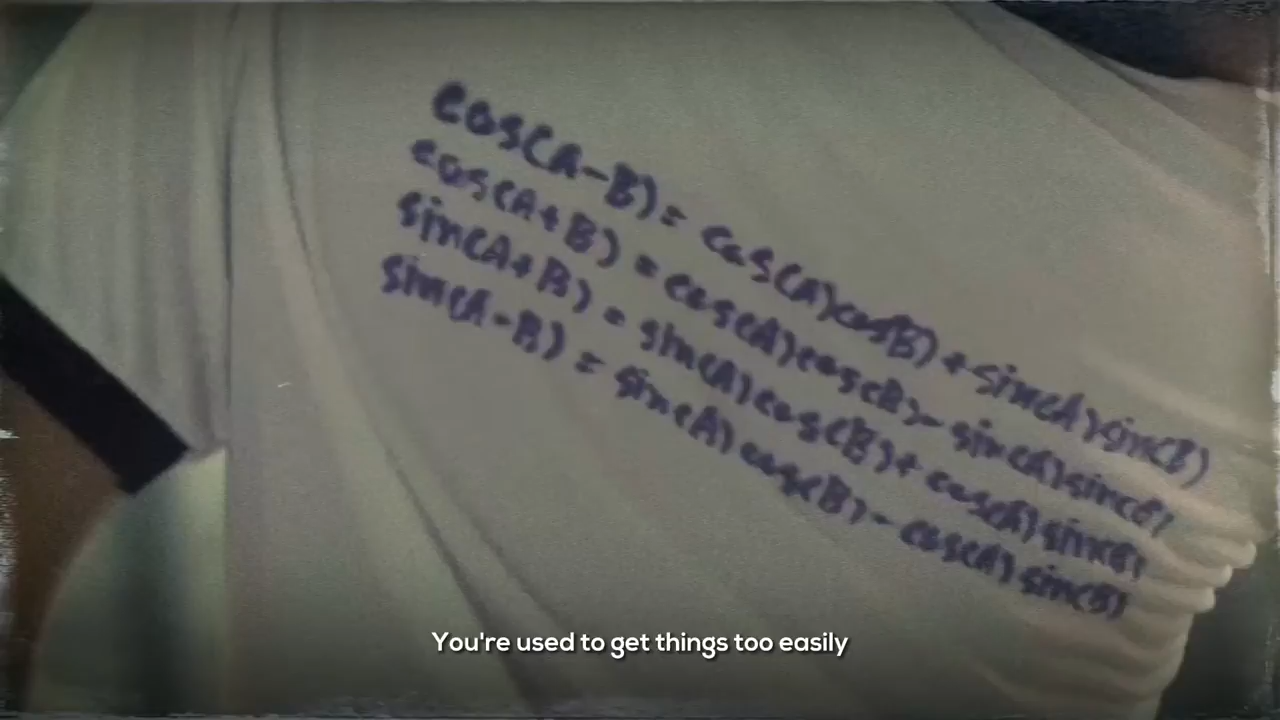 cos(A-B) = cos(A)cos(B) + sin(A)sin(B)
cos(A+B) = cos(A)cos(B) - sin(A)sin(B)
sin(A+B) = sin(A)cos(B) + cos(A)sin(B)
sin(A-B) = sin(A)cos(B) - cos(A)sin(B)
You're used to get things too easily